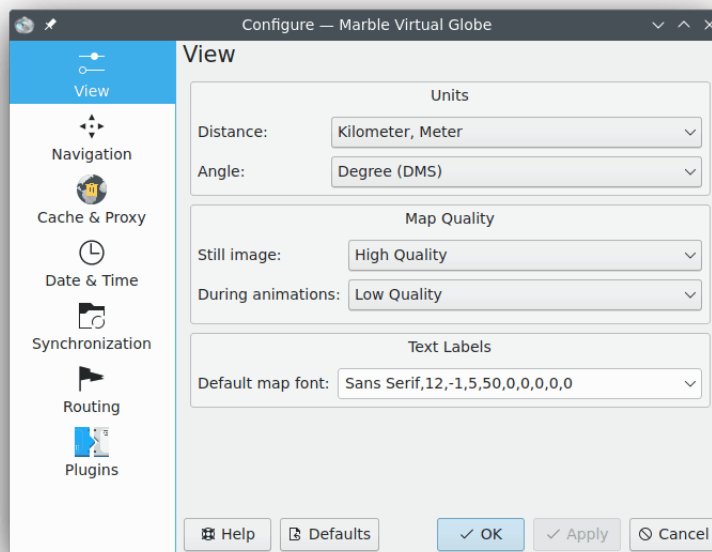 Configure — Marble Virtual Globe
View
Navigation
Cache & Proxy
Date & Time
Synchronization
Routing
Plugins
View
Units
Distance: Kilometer, Meter
Angle: Degree (DMS)
Map Quality
Still image: High Quality
During animations: Low Quality
Text Labels
Default map font: Sans Serif,12,-1,5,50,0,0,0,0,0
Help Defaults OK Apply Cancel